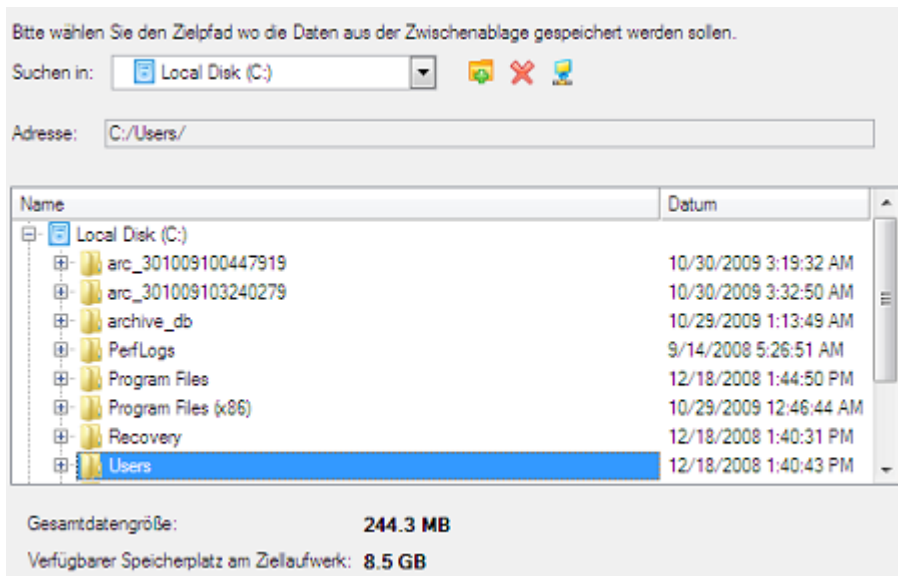 Bitte wählen Sie den Zielpfad wo die Daten aus der Zwischenablage gespeichert werden sollen.
Suchen in: Local Disk (C:)
Adresse: C:/Users/
Name Datum
Local Disk (C:)
arc_301009100447919 10/30/2009 3:19:32 AM
arc_301009103240279 10/30/2009 3:32:50 AM
archive_db 10/29/2009 1:13:49 AM
PerfLogs 9/14/2008 5:26:51 AM
Program Files 12/18/2008 1:44:50 PM
Program Files (x86) 10/29/2009 12:46:44 AM
Recovery 12/18/2008 1:40:31 PM
Users 12/18/2008 1:40:43 PM
Gesamtdatengröße: 244.3 MB
Verfügbarer Speicherplatz am Ziellaufwerk: 8.5 GB